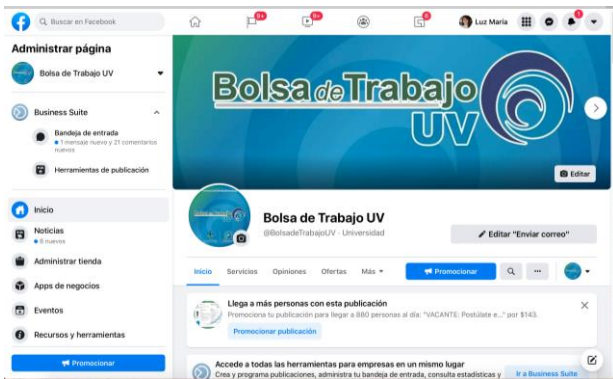 Buscar en Facebook
9+
9+
6
Luz Maria
1
Administrar página
Bolsa de Trabajo UV
Business Suite
Bandeja de entrada
1 mensaje nuevo y 21 comentarios nuevos
Herramientas de publicación
Inicio
Noticias
8 nuevos
Administrar tienda
Apps de negocios
Eventos
Recursos y herramientas
Promocionar
Bolsa de Trabajo
UV
Editar
Bolsa de Trabajo UV
@BolsadeTrabajoUV · Universidad
Editar "Enviar correo"
Inicio Servicios Opiniones Ofertas Más
Promocionar
Llega a más personas con esta publicación
Promociona tu publicación para llegar a 880 personas al día: "VACANTE: Postúlate e..." por $143.
Promocionar publicación
Accede a todas las herramientas para empresas en un mismo lugar
Crea y programa publicaciones, administra tu bandeja de entrada, consulta estadísticas y
Ir a Business Suite